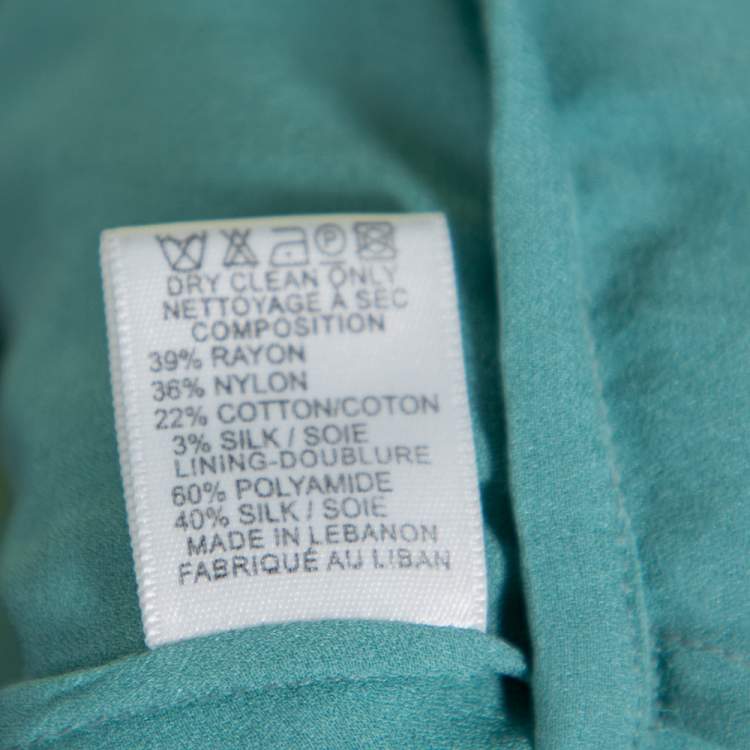 P
DRY CLEAN ONLY
NETTOYAGE À SEC
COMPOSITION
39% RAYON
36% NYLON
22% COTTON/COTON
3% SILK / SOIE
LINING-DOUBLURE
60% POLYAMIDE
40% SILK / SOIE
MADE IN LEBANON
FABRIQUÉ AU LIBAN